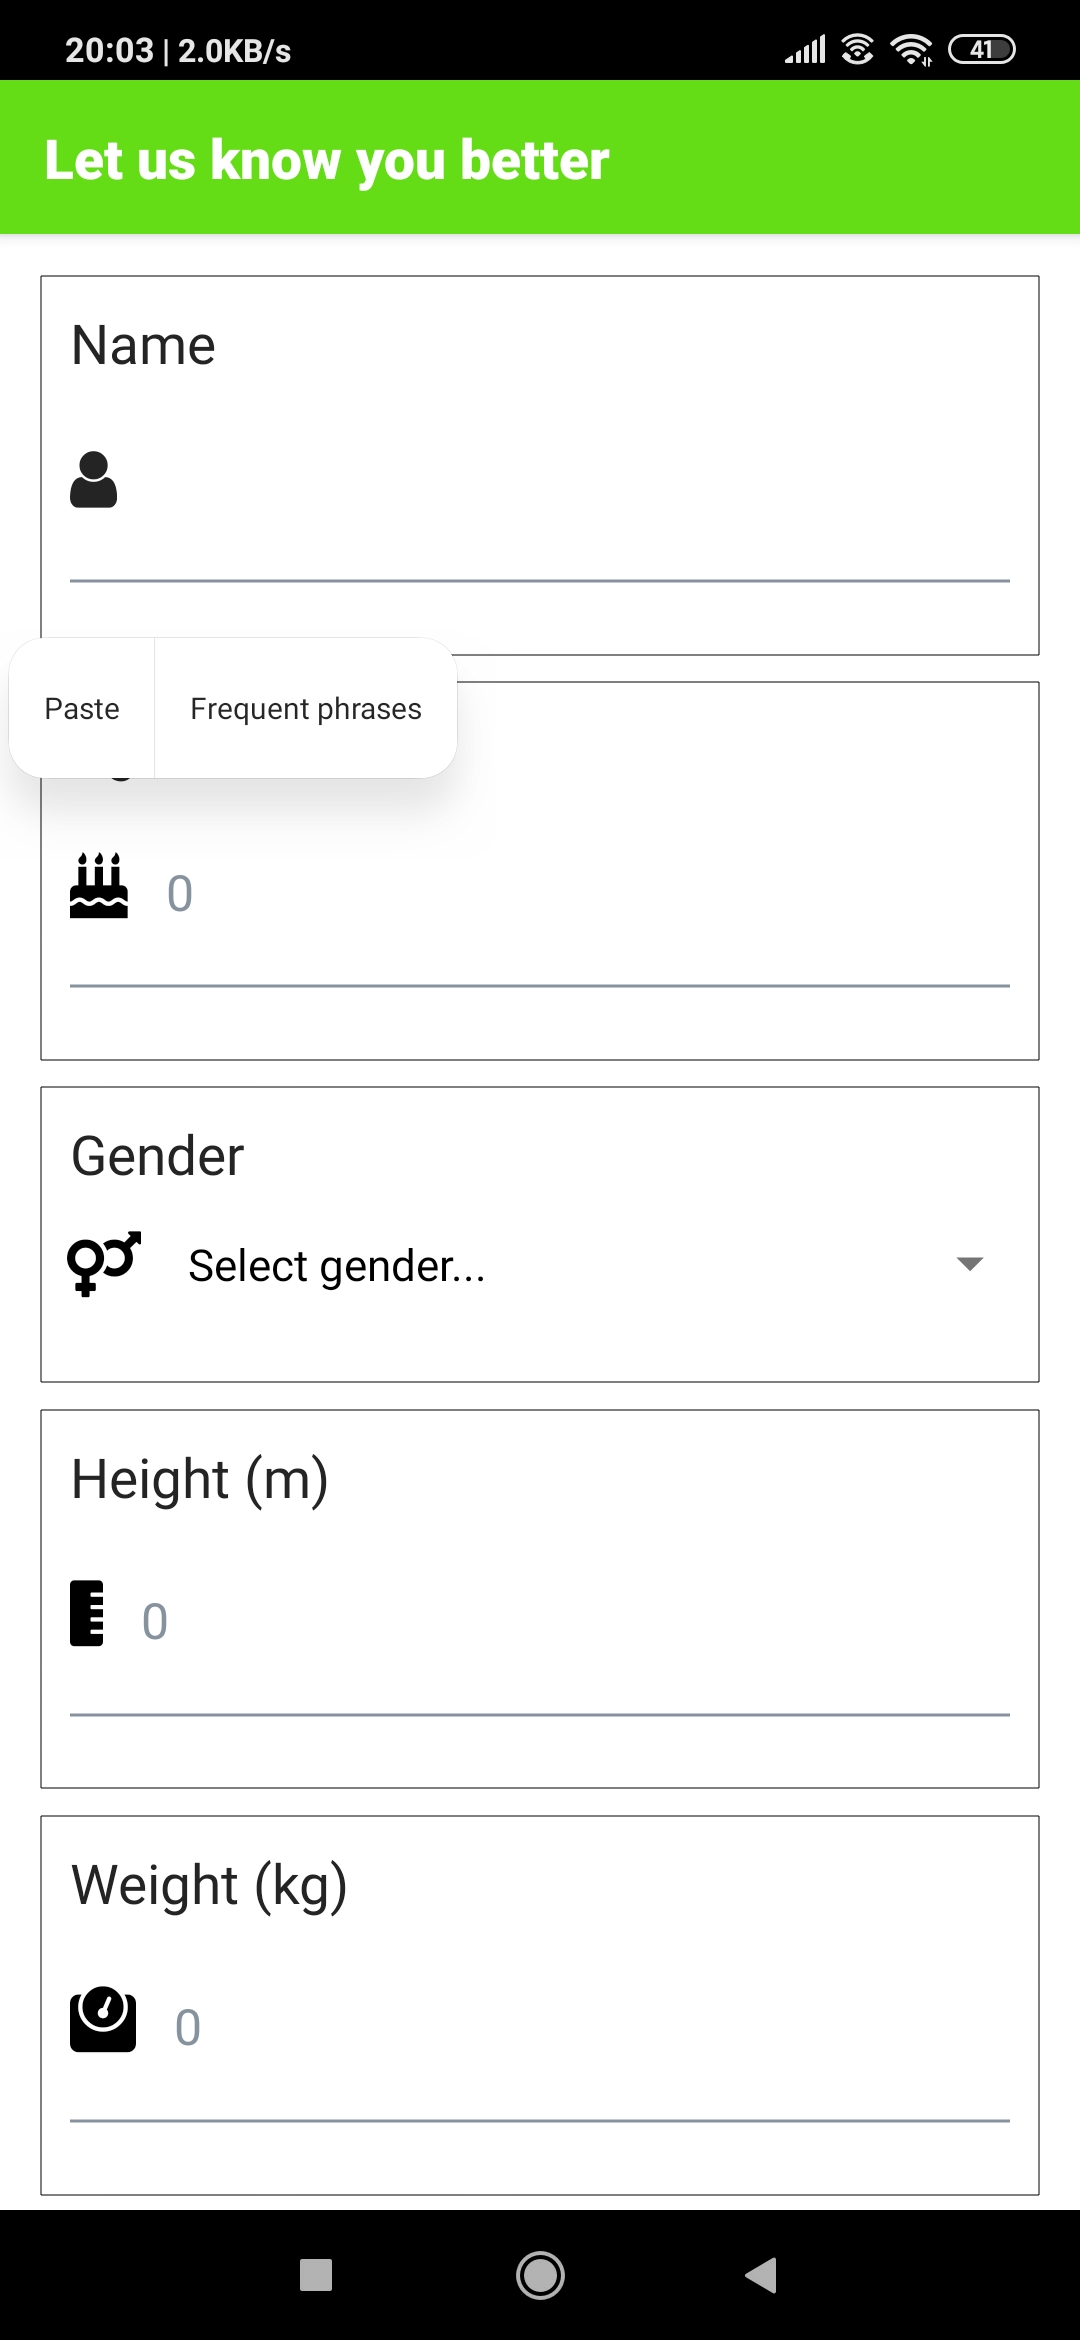 20:03 | 2.0KB/s
41
Let us know you better
Name
Paste
Frequent phrases
0
Gender
Select gender...
Height (m)
0
Weight (kg)
0